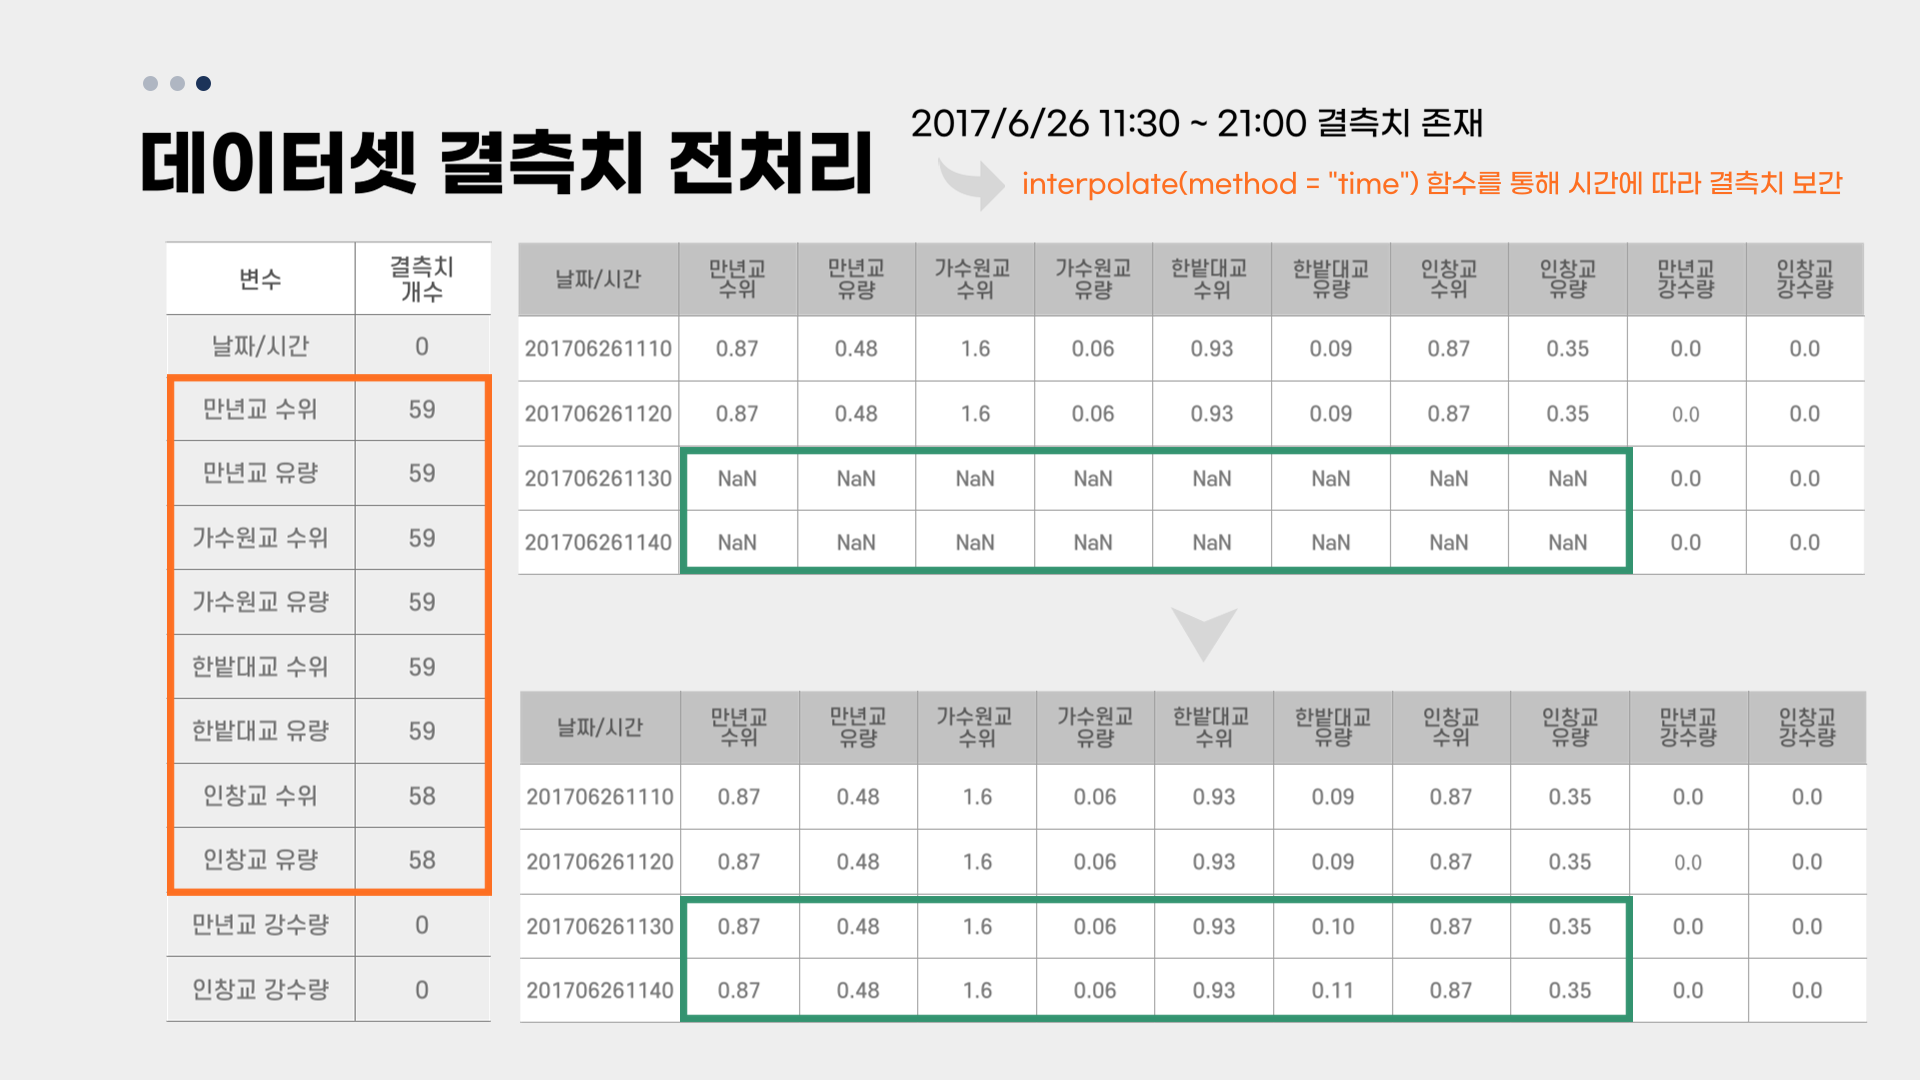 데이터셋 결측치 전처리
2017/6/26 11:30 ~ 21:00 결측치 존재
interpolate(method = "time") 함수를 통해 시간에 따라 결측치 보간
변수 결측치 개수
날짜/시간 0
만년교 수위 59
만년교 유량 59
가수원교 수위 59
가수원교 유량 59
한밭대교 수위 59
한밭대교 유량 59
인창교 수위 58
인창교 유량 58
만년교 강수량 0
인창교 강수량 0
날짜/시간 만년교 수위 만년교 유량 가수원교 수위 가수원교 유량 한밭대교 수위 한밭대교 유량 인창교 수위 인창교 유량 만년교 강수량 인창교 강수량
201706261110 0.87 0.48 1.6 0.06 0.93 0.09 0.87 0.35 0.0 0.0
201706261120 0.87 0.48 1.6 0.06 0.93 0.09 0.87 0.35 0.0 0.0
201706261130 NaN NaN NaN NaN NaN NaN NaN NaN 0.0 0.0
201706261140 NaN NaN NaN NaN NaN NaN NaN NaN 0.0 0.0
날짜/시간 만년교 수위 만년교 유량 가수원교 수위 가수원교 유량 한밭대교 수위 한밭대교 유량 인창교 수위 인창교 유량 만년교 강수량 인창교 강수량
201706261110 0.87 0.48 1.6 0.06 0.93 0.09 0.87 0.35 0.0 0.0
201706261120 0.87 0.48 1.6 0.06 0.93 0.09 0.87 0.35 0.0 0.0
201706261130 0.87 0.48 1.6 0.06 0.93 0.10 0.87 0.35 0.0 0.0
201706261140 0.87 0.48 1.6 0.06 0.93 0.11 0.87 0.35 0.0 0.0